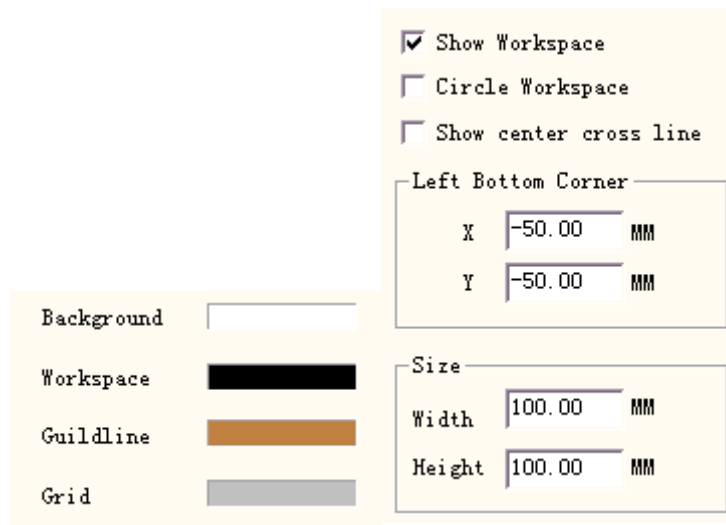 Show Workspace
Circle Workspace
Show center cross line
Left Bottom Corner
X -50.00 MM
Y -50.00 MM
Size
Width 100.00 MM
Height 100.00 MM
Background
Workspace
Guildline
Grid